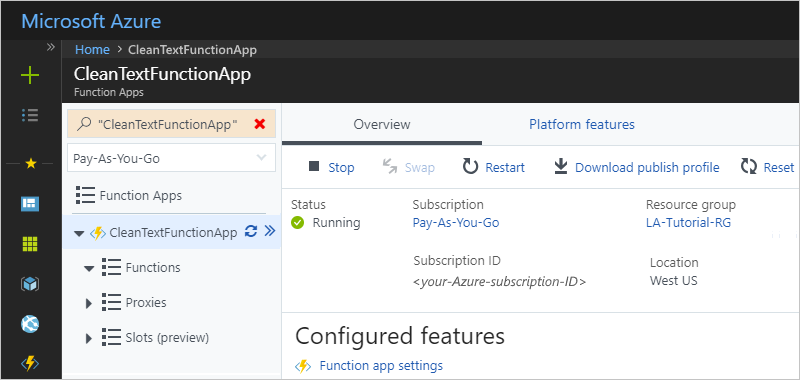 Microsoft Azure
Home > CleanTextFunctionApp
CleanTextFunctionApp
Function Apps
"CleanTextFunctionApp"
Pay-As-You-Go
Function Apps
CleanTextFunctionApp
Functions
Proxies
Slots (preview)
Overview
Platform features
Stop
Swap
Restart
Download publish profile
Reset
Status
Running
Subscription
Pay-As-You-Go
Resource group
LA-Tutorial-RG
Subscription ID
<your-Azure-subscription-ID>
Location
West US
Configured features
Function app settings